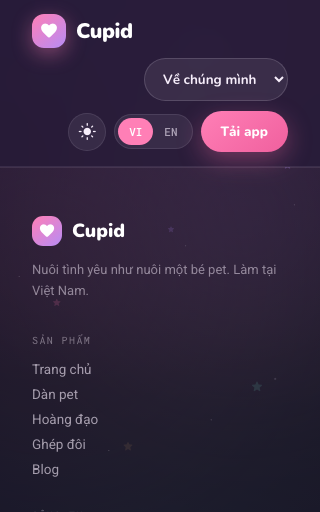 Cupid
Về chúng mình
VI EN
Tải app
Cupid
Nuôi tình yêu như nuôi một bé pet. Làm tại
Việt Nam.
SẢN PHẨM
Trang chủ
Dàn pet
Hoàng đạo
Ghép đôi
Blog